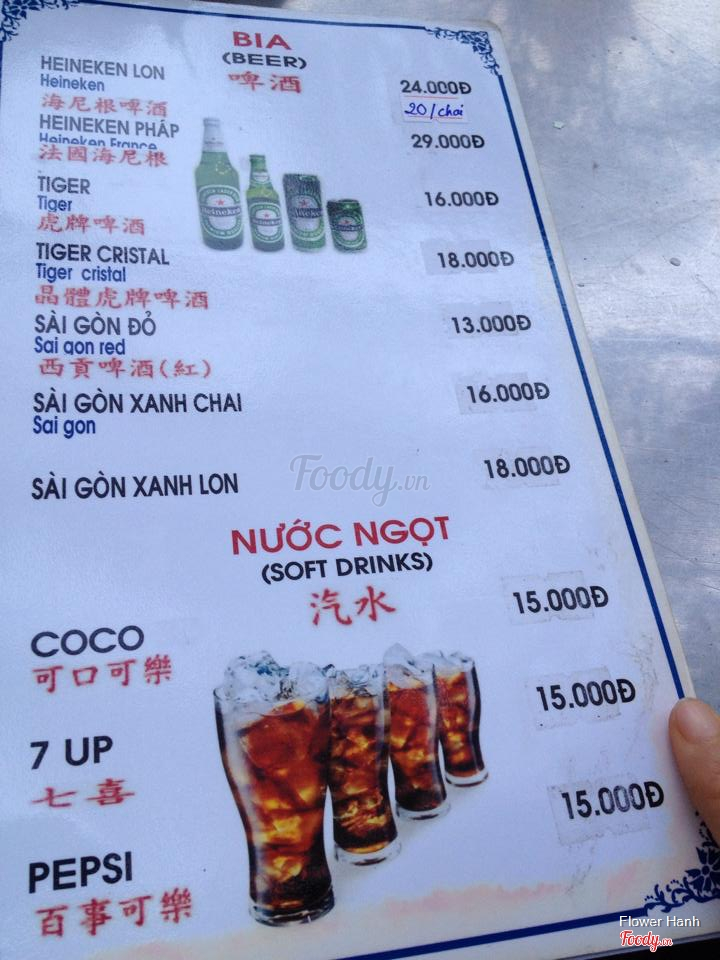 BIA
(BEER)
啤酒
HEINEKEN LON 24.000Đ
Heineken 20/chai
海尼根啤酒
HEINEKEN PHÁP 29.000Đ
Heineken France
法國海尼根
Heineken
TIGER 16.000Đ
Tiger
虎牌啤酒
TIGER CRISTAL 18.000Đ
Tiger cristal
晶體虎牌啤酒
SÀI GÒN ĐỎ 13.000Đ
Sai gon red
西貢啤酒(紅)
SÀI GÒN XANH CHAI 16.000Đ
Sai gon
SÀI GÒN XANH LON 18.000Đ
Foody.vn
NƯỚC NGỌT
(SOFT DRINKS)
汽水
COCO 15.000Đ
可口可樂
7 UP 15.000Đ
七喜
PEPSI 15.000Đ
百事可樂
Flower Hanh
Foody.vn